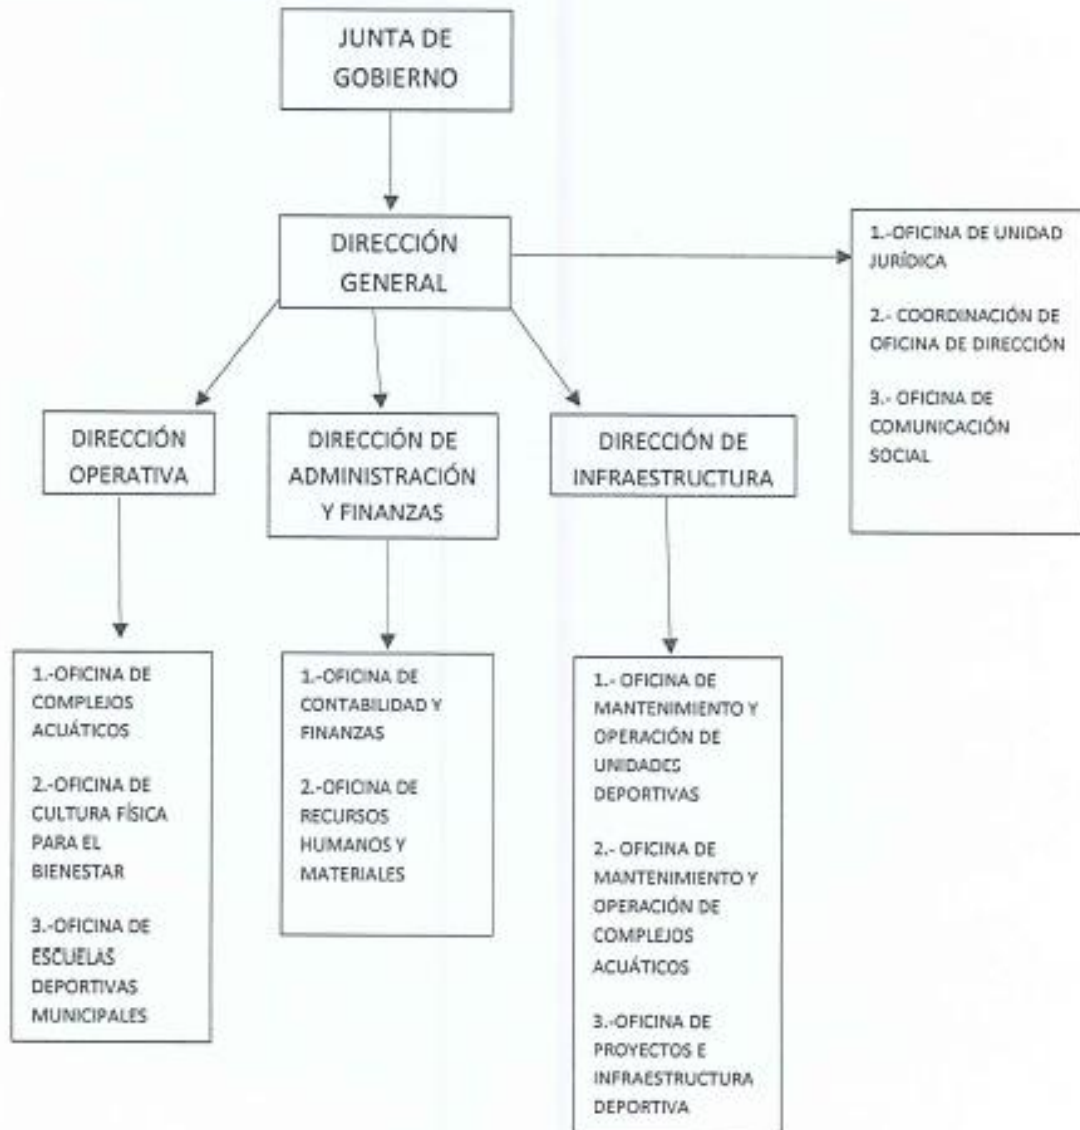 JUNTA DE
GOBIERNO
DIRECCIÓN
GENERAL
1.-OFICINA DE UNIDAD
JURÍDICA
2.- COORDINACIÓN DE
OFICINA DE DIRECCIÓN
3.- OFICINA DE
COMUNICACIÓN
SOCIAL
DIRECCIÓN
OPERATIVA
DIRECCIÓN DE
ADMINISTRACIÓN
Y FINANZAS
DIRECCIÓN DE
INFRAESTRUCTURA
1.-OFICINA DE
COMPLEJOS
ACUÁTICOS
2.-OFICINA DE
CULTURA FÍSICA
PARA EL
BIENESTAR
3.-OFICINA DE
ESCUELAS
DEPORTIVAS
MUNICIPALES
1.-OFICINA DE
CONTABILIDAD Y
FINANZAS
2.-OFICINA DE
RECURSOS
HUMANOS Y
MATERIALES
1.- OFICINA DE
MANTENIMIENTO Y
OPERACIÓN DE
UNIDADES
DEPORTIVAS
2.- OFICINA DE
MANTENIMIENTO Y
OPERACIÓN DE
COMPLEJOS
ACUÁTICOS
3.-OFICINA DE
PROYECTOS E
INFRAESTRUCTURA
DEPORTIVA